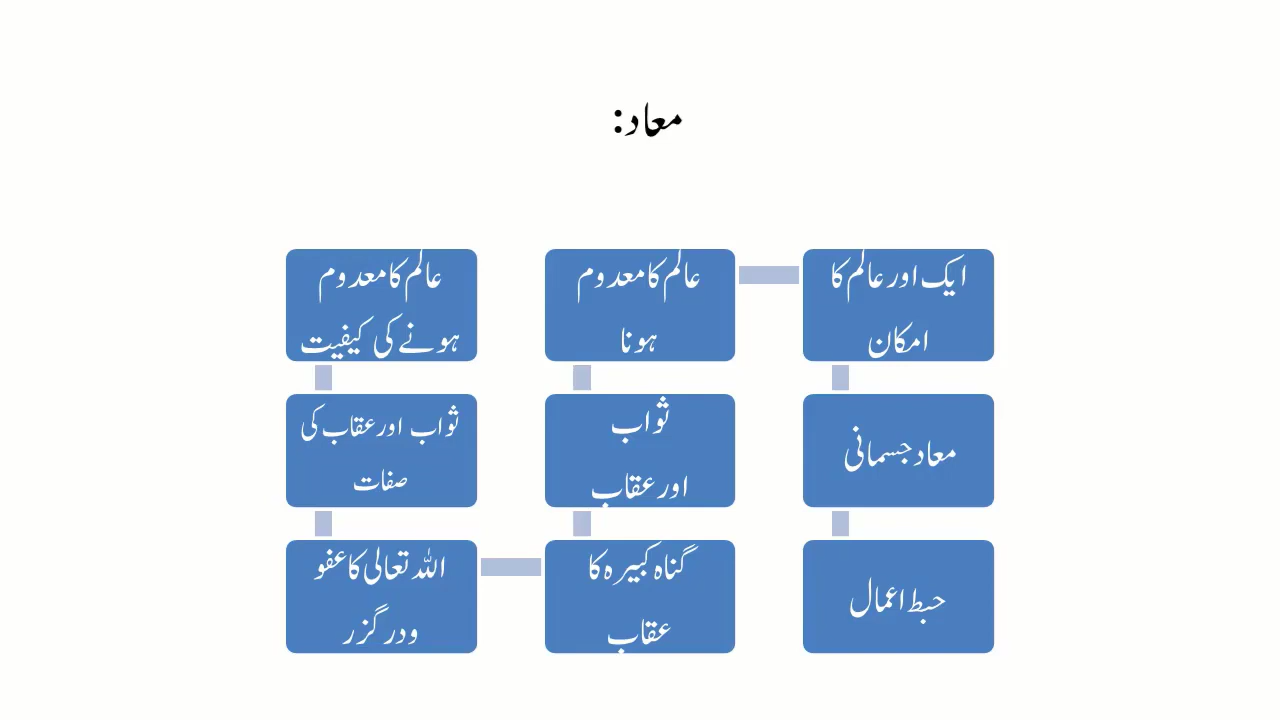 معاد:
ایک اور عالم کا
امکان
عالم کا معدوم
ہونا
عالم کا معدوم
ہونے کی کیفیت
معاد جسمانی
ثواب
اور عقاب
ثواب اور عقاب کی
صفات
حبط اعمال
گناہ کبیرہ کا
عقاب
اللہ تعالی کا عفو
ودر گزر